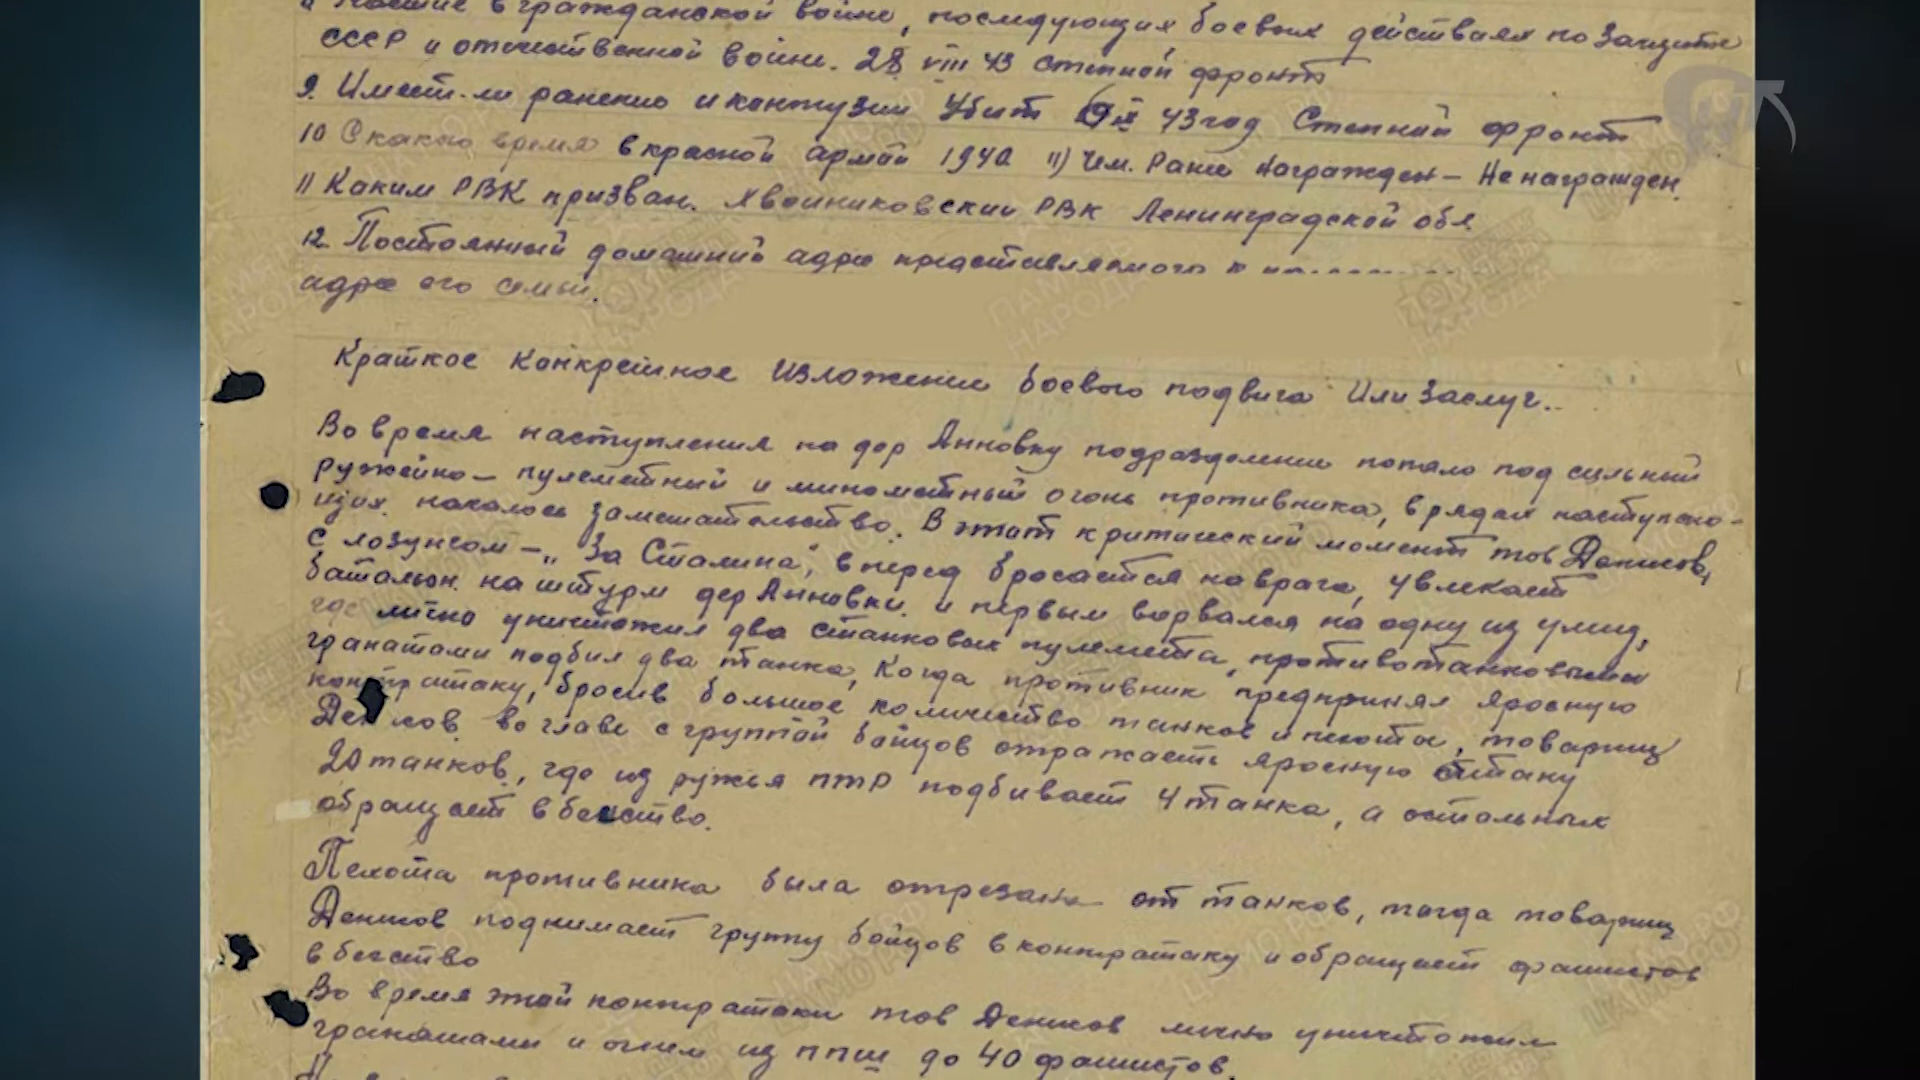 в гражданской войне, последующих боевых действиях по защите
СССР и отечественной войне. 28 VIII 43 степной фронт
9. Имеет-ли ранению и контузии Убит 9 IX 43 год Степной фронт
10 С какого время в красной армии 1940 11) Чем. Ранее Награжден — Не награжден
11 Каким РВК призван. Хвойниковским РВК Ленинградской обл.
12. Постоянный домашний адрес представляемого к
адрес его семьи.
Краткое конкретное изложение боевого подвига Или Заслуг..
Во время наступления на дер Анновку подразделение попало под сильный
ружейно- пулеметный и минометный огонь противника, в рядах наступаю-
щих началось замешательство. В этот критический момент тов Денисов,
с лозунгом - „За Сталина", вперед бросается на врага, увлекает
батальон на штурм дер Анновки и первым ворвался на одну из улиц,
где лично уничтожил два станковых пулемета, противотанковыми
гранатами подбил два танка, Когда противник предпринял яросную
контратаку, бросив большое количество танков и пехоты, товарищ
Денисов во главе с группой бойцов отражает яросную атаку
20 танков, где из ружья ПТР подбивает 4 танка, а остальных
обращает в бегство.
Пехота противника была отрезана от танков, тогда товарищ
Денисов поднимает группу бойцов в контратаку и обращает фашистов
в бегство
Во время этой контратаки тов Денисов лично уничтожил
гранатами и огнем из ППШ до 40 фашистов.